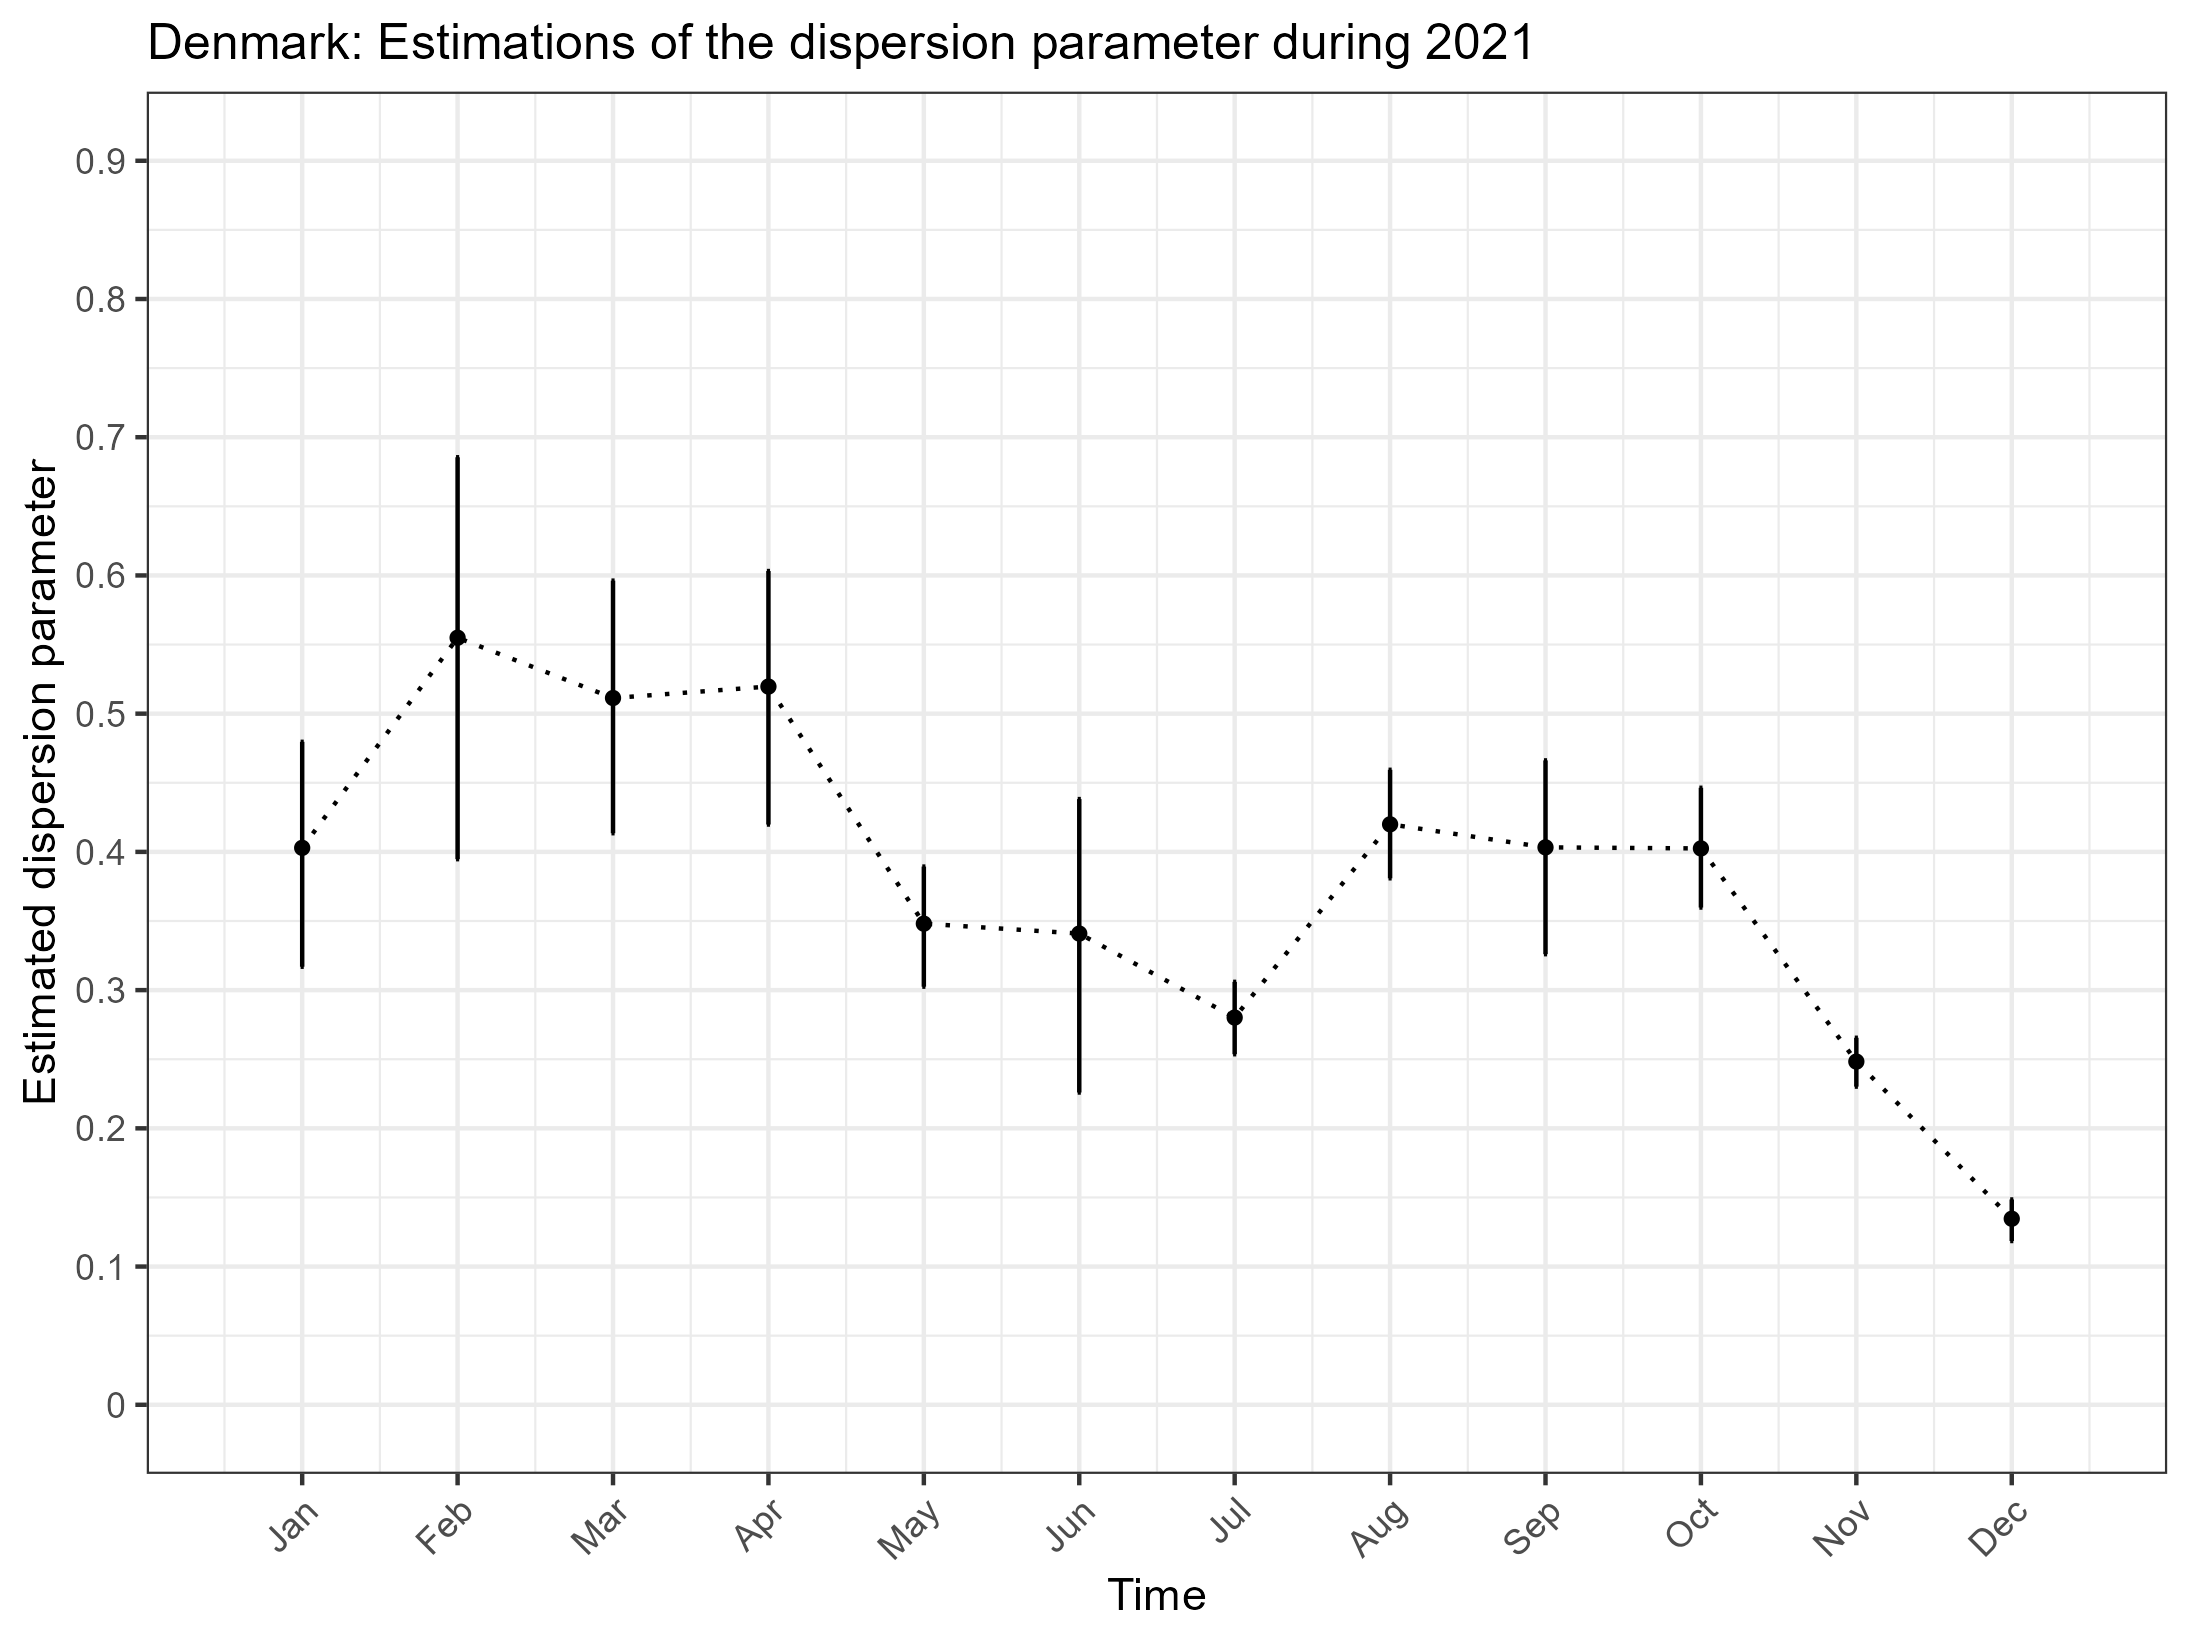 Denmark: Estimations of the dispersion parameter during 2021
Estimated dispersion parameter
0.9
0.8
0.7
0.6
0.5
0.4
0.3
0.2
0.1
0
Jan Feb Mar Apr May Jun Jul Aug Sep Oct Nov Dec
Time